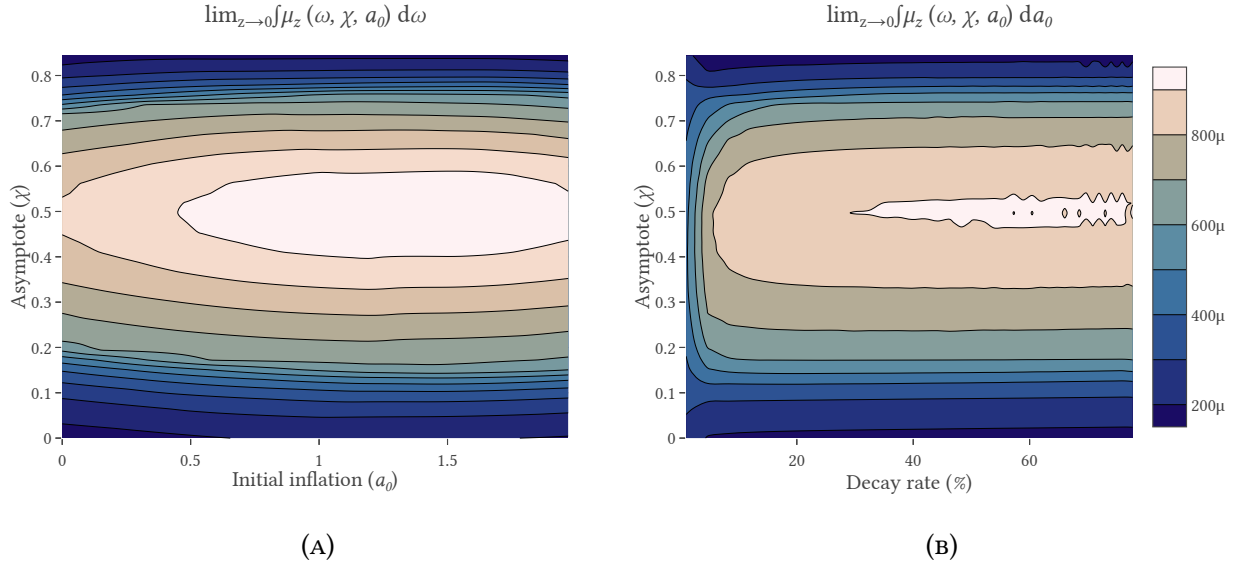 lim_z→0∫μ_z (ω, χ, a_0) dω
Asymptote (χ)
0.8
0.7
0.6
0.5
0.4
0.3
0.2
0.1
0
0
0.5
1
1.5
Initial inflation (a_0)
(A)
lim_z→0∫μ_z (ω, χ, a_0) da_0
Asymptote (χ)
0.8
0.7
0.6
0.5
0.4
0.3
0.2
0.1
0
20
40
60
Decay rate (%)
(B)
800μ
600μ
400μ
200μ